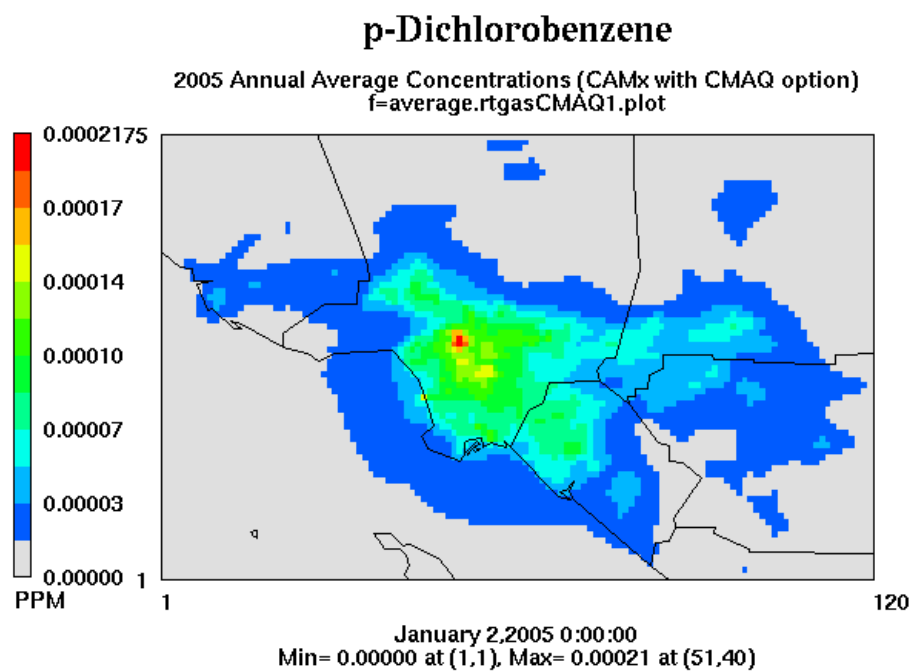 p-Dichlorobenzene
2005 Annual Average Concentrations (CAMx with CMAQ option)
f=average.rtgasCMAQ1.plot
0.00021
75
0.00017
0.00014
0.00010
0.00007
0.00003
0.00000
1
PPM
1
120
January 2,2005 0:00:00
Min= 0.00000 at (1,1), Max= 0.00021 at (51,40)